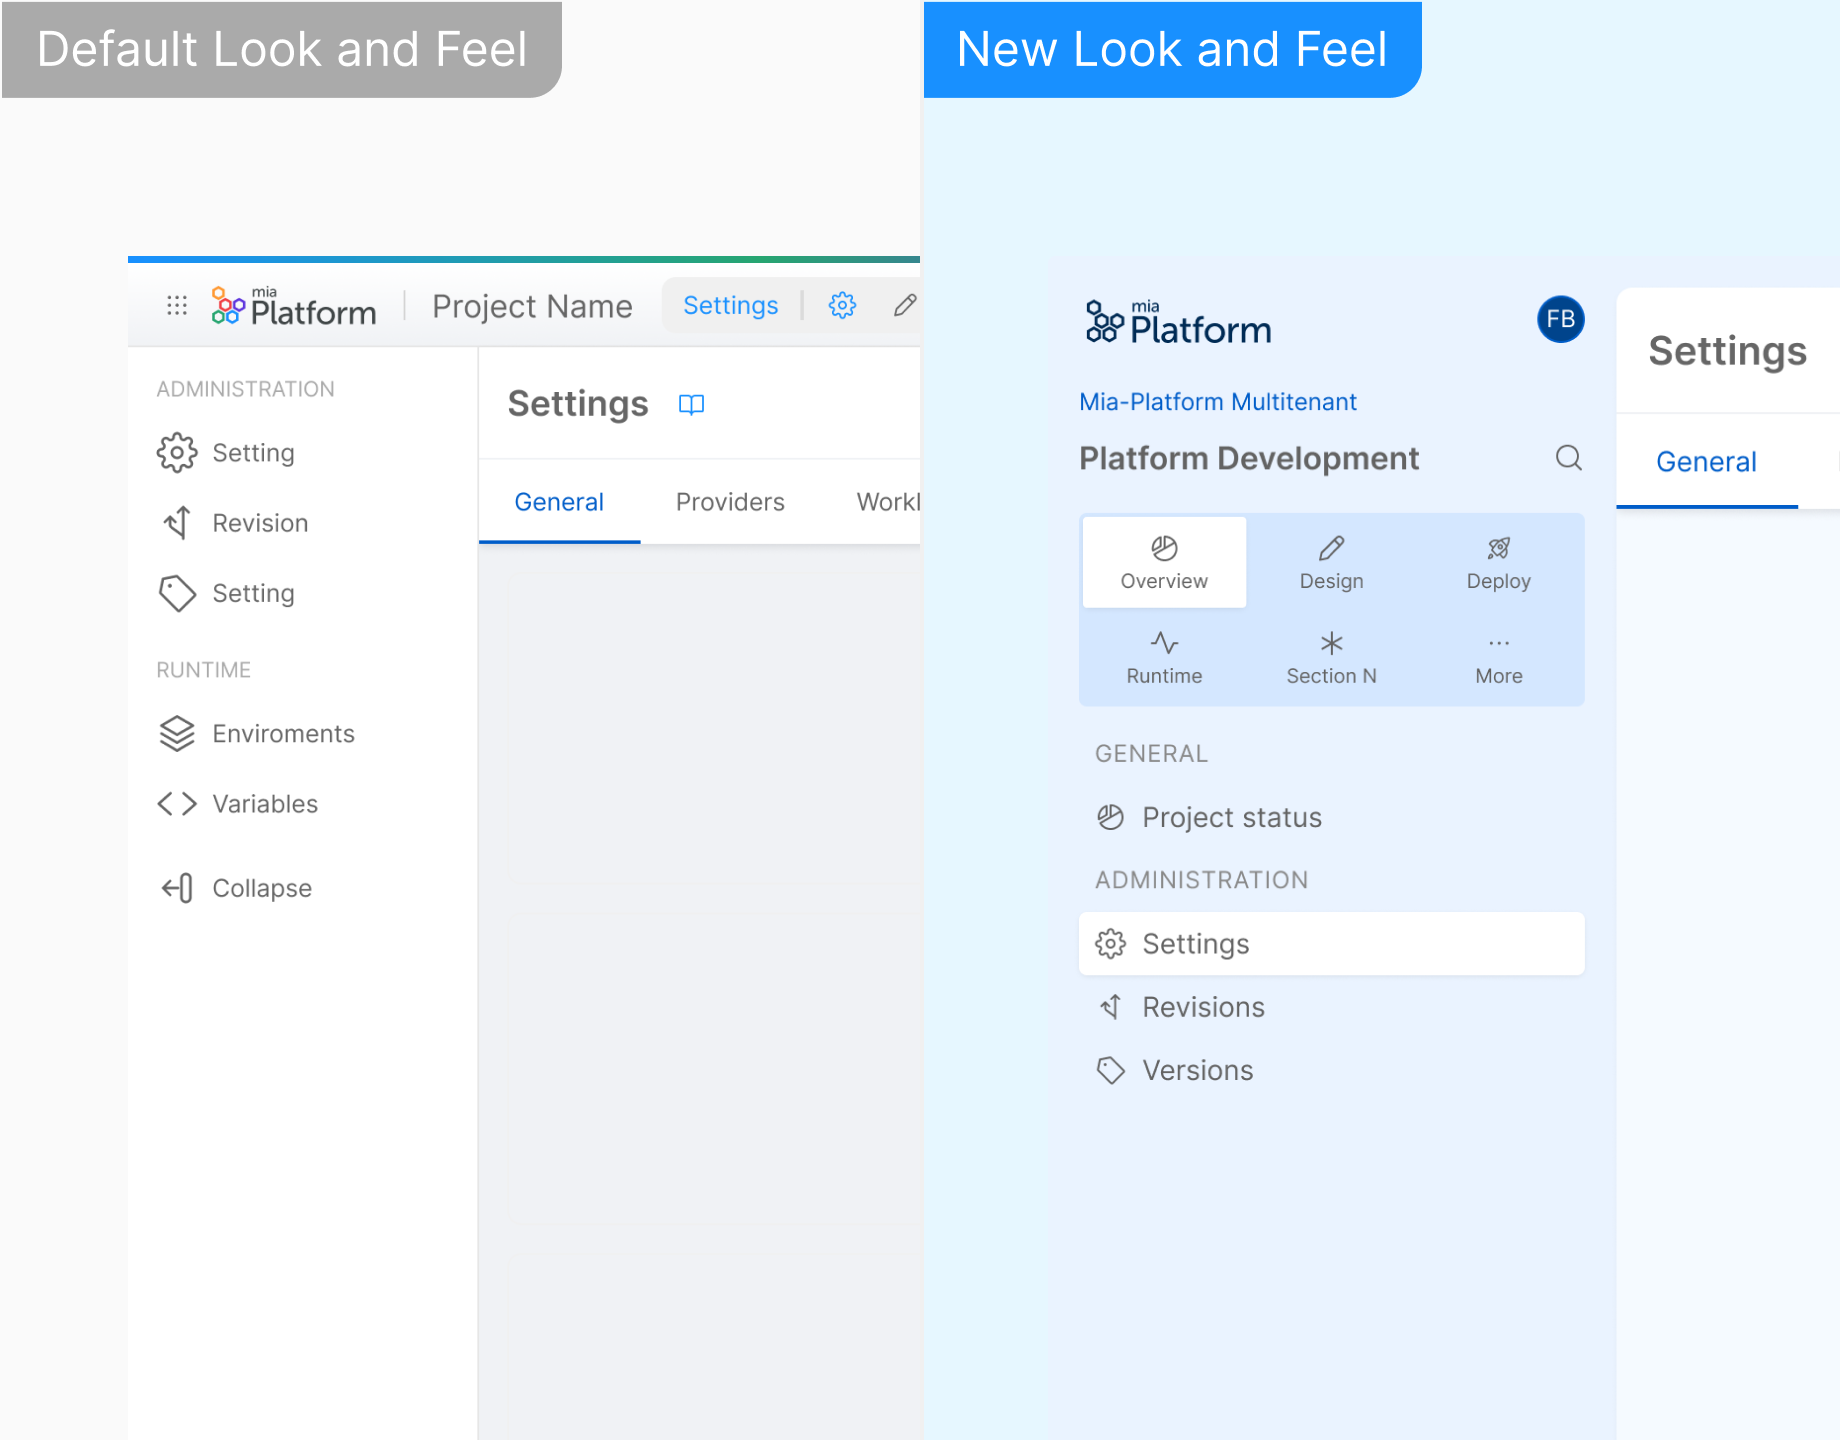 Default Look and Feel
mia
Platform
Project Name
Settings
ADMINISTRATION
Setting
Revision
Setting
RUNTIME
Enviroments
Variables
Collapse
Settings
General
Providers
Workl
New Look and Feel
mia
Platform
FB
Mia-Platform Multitenant
Platform Development
Overview
Design
Deploy
Runtime
Section N
More
GENERAL
Project status
ADMINISTRATION
Settings
Revisions
Versions
Settings
General